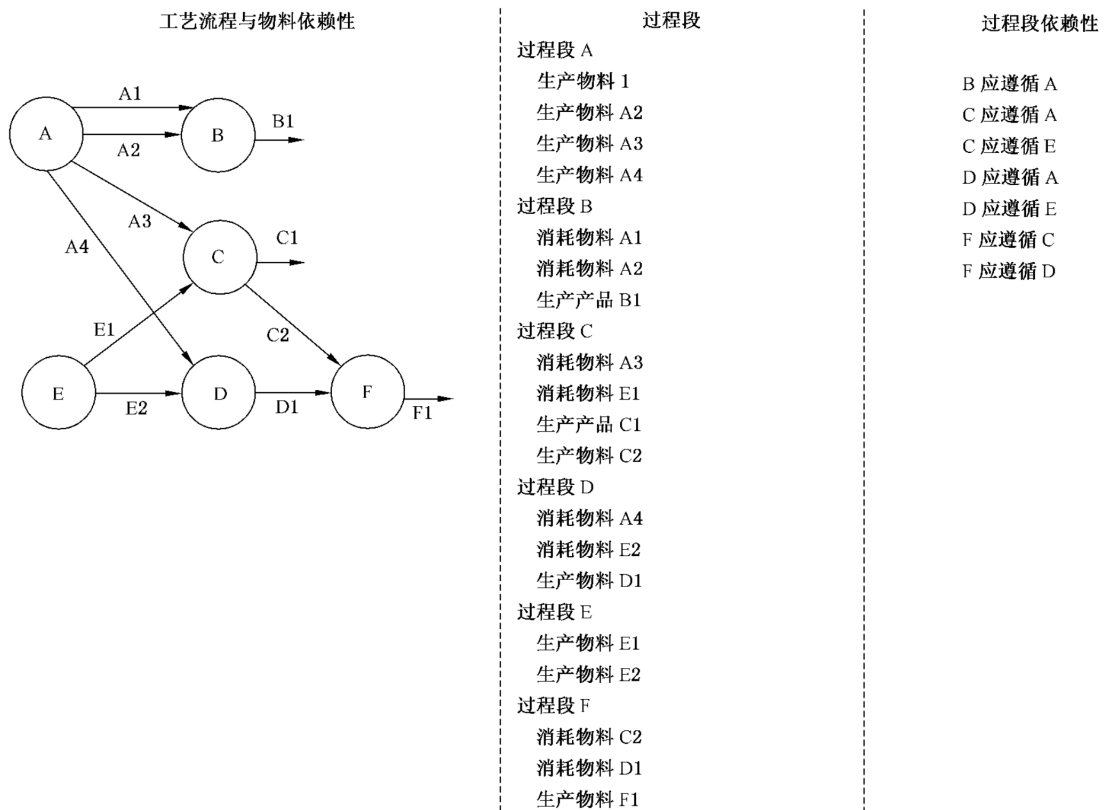 工艺流程与物料依赖性
A
A1
A2
B
B1
A3
A4
C
C1
E1
C2
E
E2
D
D1
F
F1
过程段
过程段 A
生产物料 1
生产物料 A2
生产物料 A3
生产物料 A4
过程段 B
消耗物料 A1
消耗物料 A2
生产产品 B1
过程段 C
消耗物料 A3
消耗物料 E1
生产产品 C1
生产物料 C2
过程段 D
消耗物料 A4
消耗物料 E2
生产物料 D1
过程段 E
生产物料 E1
生产物料 E2
过程段 F
消耗物料 C2
消耗物料 D1
生产物料 F1
过程段依赖性
B 应遵循 A
C 应遵循 A
C 应遵循 E
D 应遵循 A
D 应遵循 E
F 应遵循 C
F 应遵循 D